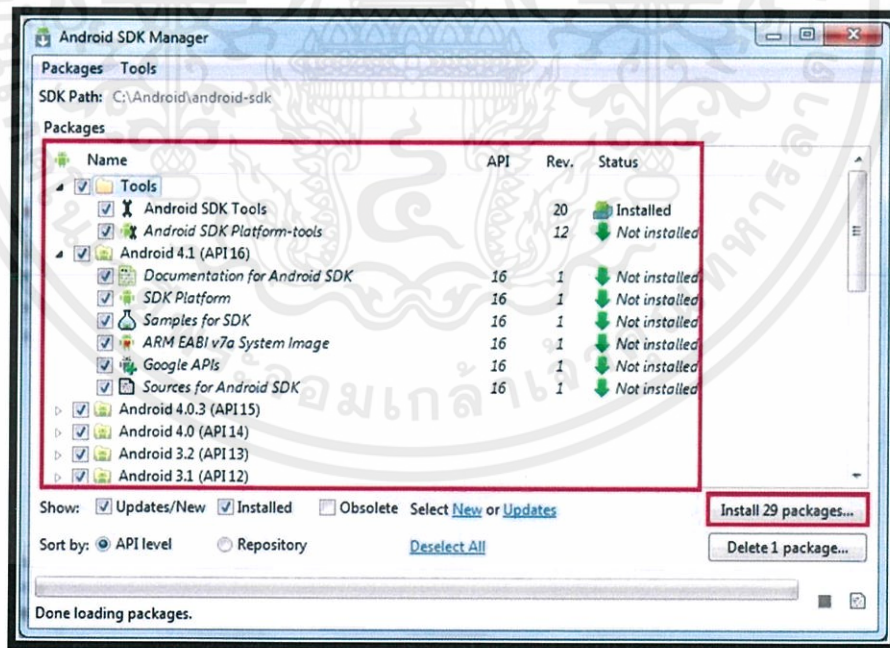 Android SDK Manager
Packages Tools
SDK Path: C:\Android\android-sdk
Packages
Name API Rev. Status
Tools
Android SDK Tools 20 Installed
Android SDK Platform-tools 12 Not installed
Android 4.1 (API 16)
Documentation for Android SDK 16 1 Not installed
SDK Platform 16 1 Not installed
Samples for SDK 16 1 Not installed
ARM EABI v7a System Image 16 1 Not installed
Google APIs 16 1 Not installed
Sources for Android SDK 16 1 Not installed
Android 4.0.3 (API 15)
Android 4.0 (API 14)
Android 3.2 (API 13)
Android 3.1 (API 12)
Show: Updates/New Installed Obsolete Select New or Updates Install 29 packages...
Sort by: API level Repository Deselect All Delete 1 package...
Done loading packages.